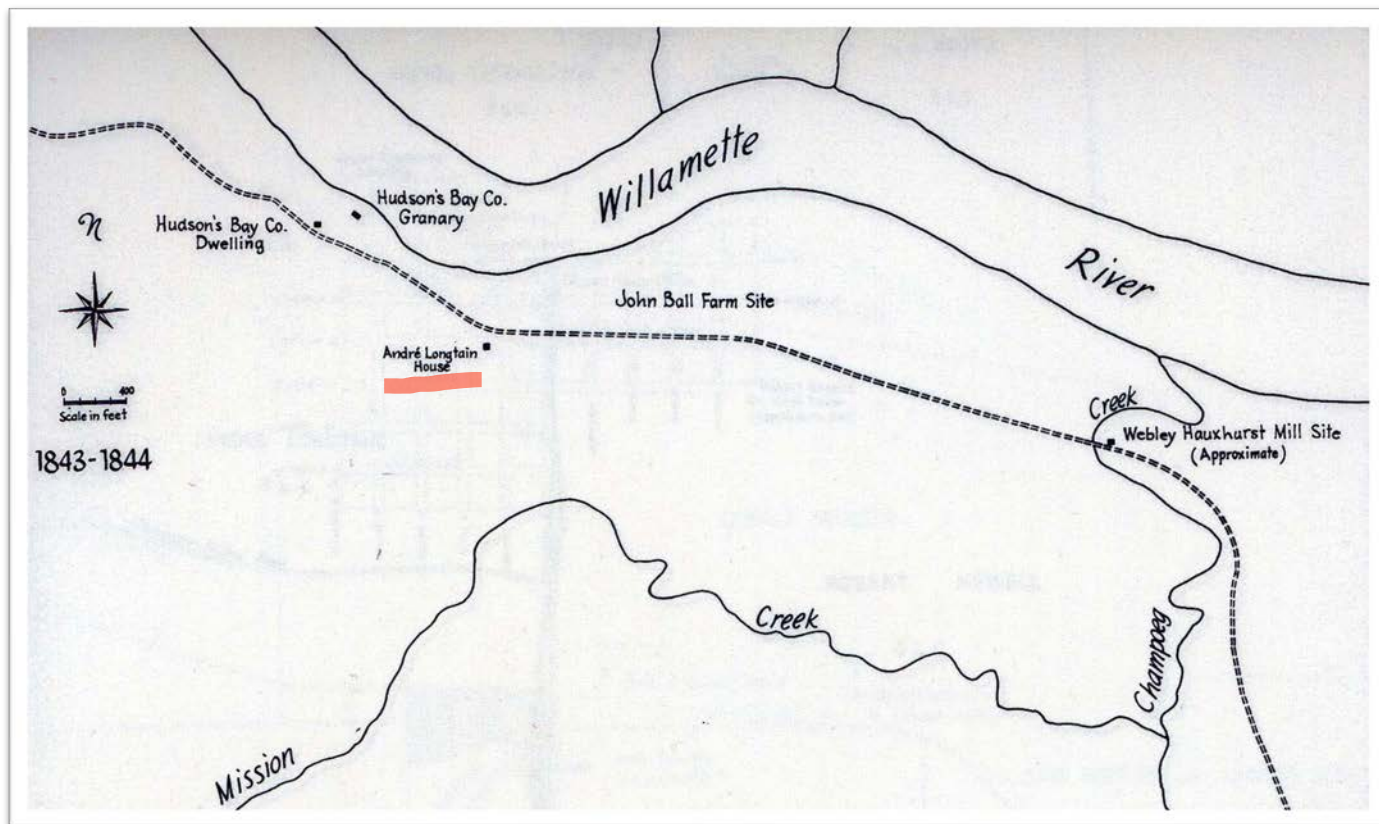 Willamette
River
Hudson's Bay Co.
Granary
Hudson's Bay Co.
Dwelling
N
John Ball Farm Site
André Longtain
House
0 400
Scale in feet
1843-1844
Creek
Webley Hauxhurst Mill Site
(Approximate)
Creek
Champoeg
Mission